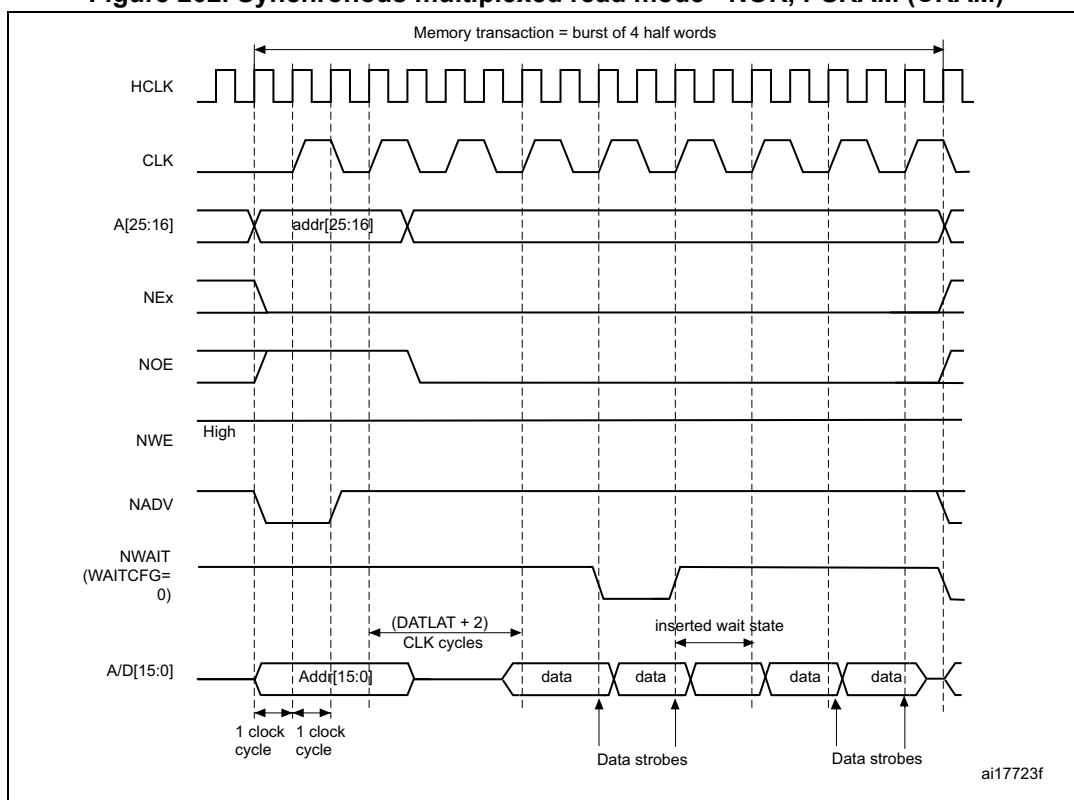 Figure 202. Synchronous multiplexed read mode - NOR, PSRAM (CRAM)
Memory transaction = burst of 4 half words
HCLK
CLK
A[25:16]
addr[25:16]
NEx
NOE
High
NWE
NADV
NWAIT
(WAITCFG=
0)
(DATLAT + 2)
CLK cycles
inserted wait state
A/D[15:0]
Addr[15:0]
data
data
data
data
1 clock
cycle
1 clock
cycle
Data strobes
Data strobes
ai17723f